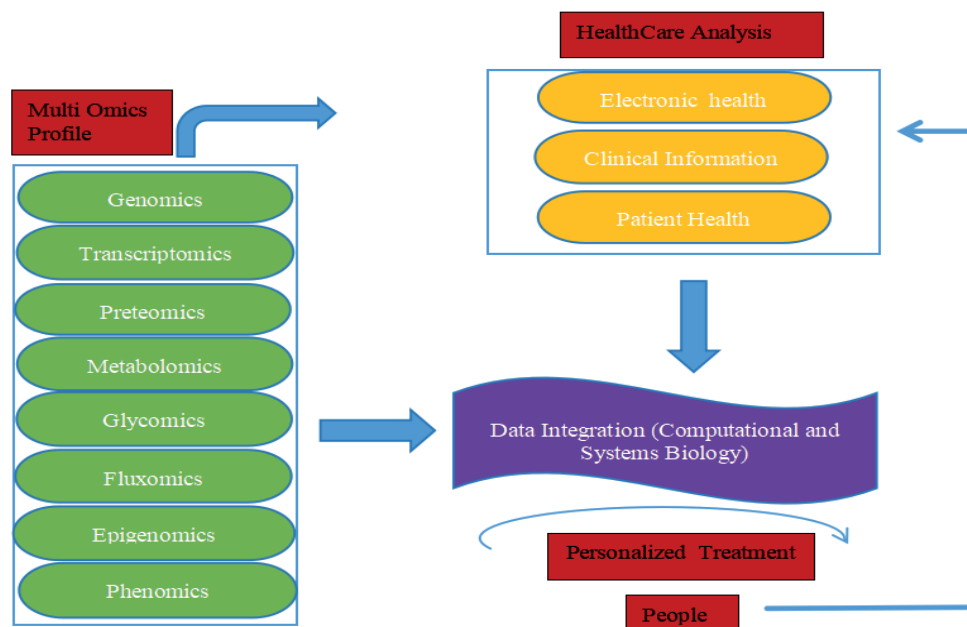 HealthCare Analysis
Electronic health
Clinical Information
Patient Health
Multi Omics
Profile
Genomics
Transcriptomics
Preteomics
Metabolomics
Glycomics
Fluxomics
Epigenomics
Phenomics
Data Integration (Computational and
Systems Biology)
Personalized Treatment
People